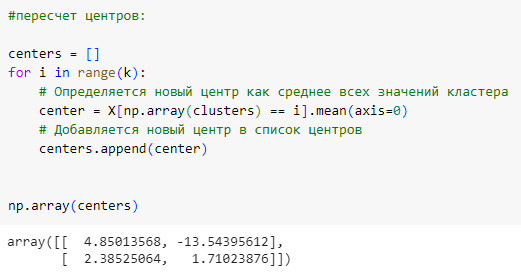 #пересчет центров:
centers = []
for i in range(k):
    # Определяется новый центр как среднее всех значений кластера
    center = X[np.array(clusters) == i].mean(axis=0)
    # Добавляется новый центр в список центров
    centers.append(center)
np.array(centers)
array([[  4.85013568, -13.54395612],
       [  2.38525064,   1.71023876]])